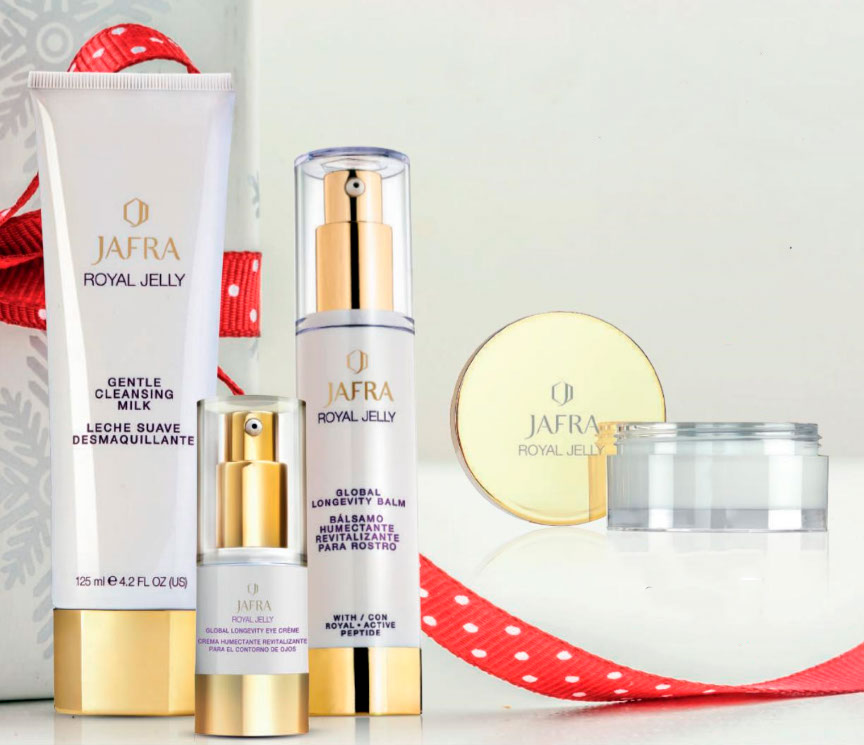 JAFRA
ROYAL JELLY
GENTLE
CLEANSING
MILK
LECHE SUAVE
DESMAQUILLANTE
125 ml ℮ 4.2 FL OZ (US)
JAFRA
ROYAL JELLY
GLOBAL LONGEVITY EYE CRÈME
CREMA HUMECTANTE REVITALIZANTE
PARA EL CONTORNO DE OJOS
JAFRA
ROYAL JELLY
GLOBAL
LONGEVITY BALM
BÁLSAMO
HUMECTANTE
REVITALIZANTE
PARA ROSTRO
WITH / CON
ROYAL • ACTIVE
PEPTIDE
JAFRA
ROYAL JELLY